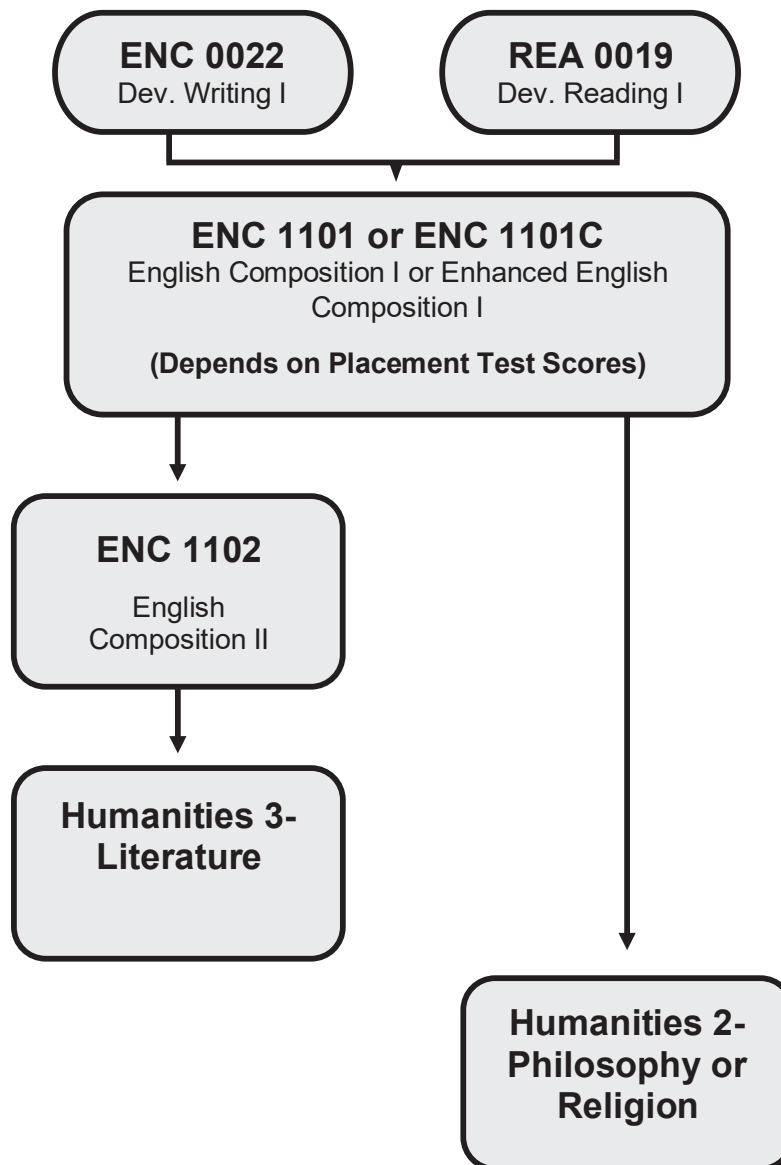 ENC 0022
Dev. Writing I
REA 0019
Dev. Reading I
ENC 1101 or ENC 1101C
English Composition I or Enhanced English
Composition I
(Depends on Placement Test Scores)
ENC 1102
English
Composition II
Humanities 3-
Literature
Humanities 2-
Philosophy or
Religion